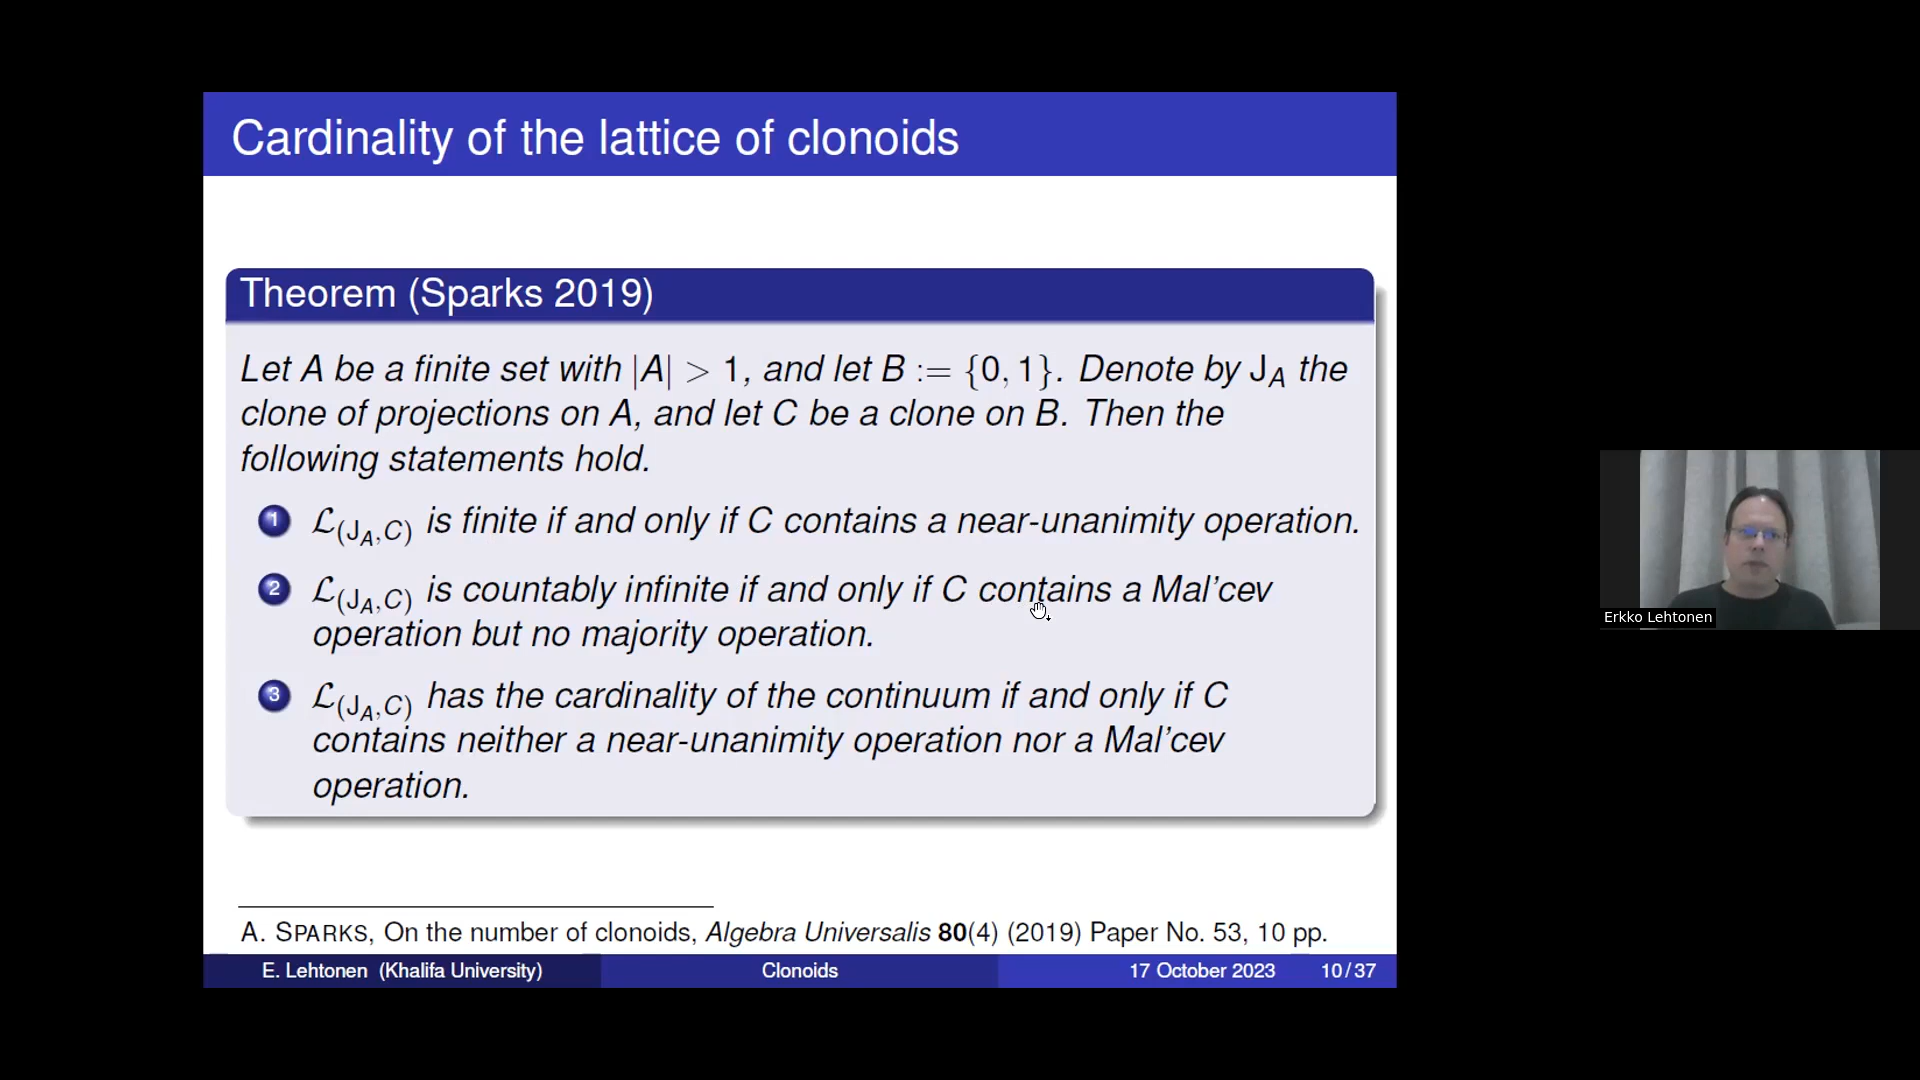 Cardinality of the lattice of clonoids
Theorem (Sparks 2019)
Let A be a finite set with |A| > 1, and let B := {0, 1}. Denote by J_A the
clone of projections on A, and let C be a clone on B. Then the
following statements hold.
1 ℒ_(J_A,C) is finite if and only if C contains a near-unanimity operation.
2 ℒ_(J_A,C) is countably infinite if and only if C contains a Mal'cev
operation but no majority operation.
3 ℒ_(J_A,C) has the cardinality of the continuum if and only if C
contains neither a near-unanimity operation nor a Mal'cev
operation.
A. SPARKS, On the number of clonoids, Algebra Universalis 80(4) (2019) Paper No. 53, 10 pp.
E. Lehtonen (Khalifa University) Clonoids 17 October 2023 10 / 37
Erkko Lehtonen